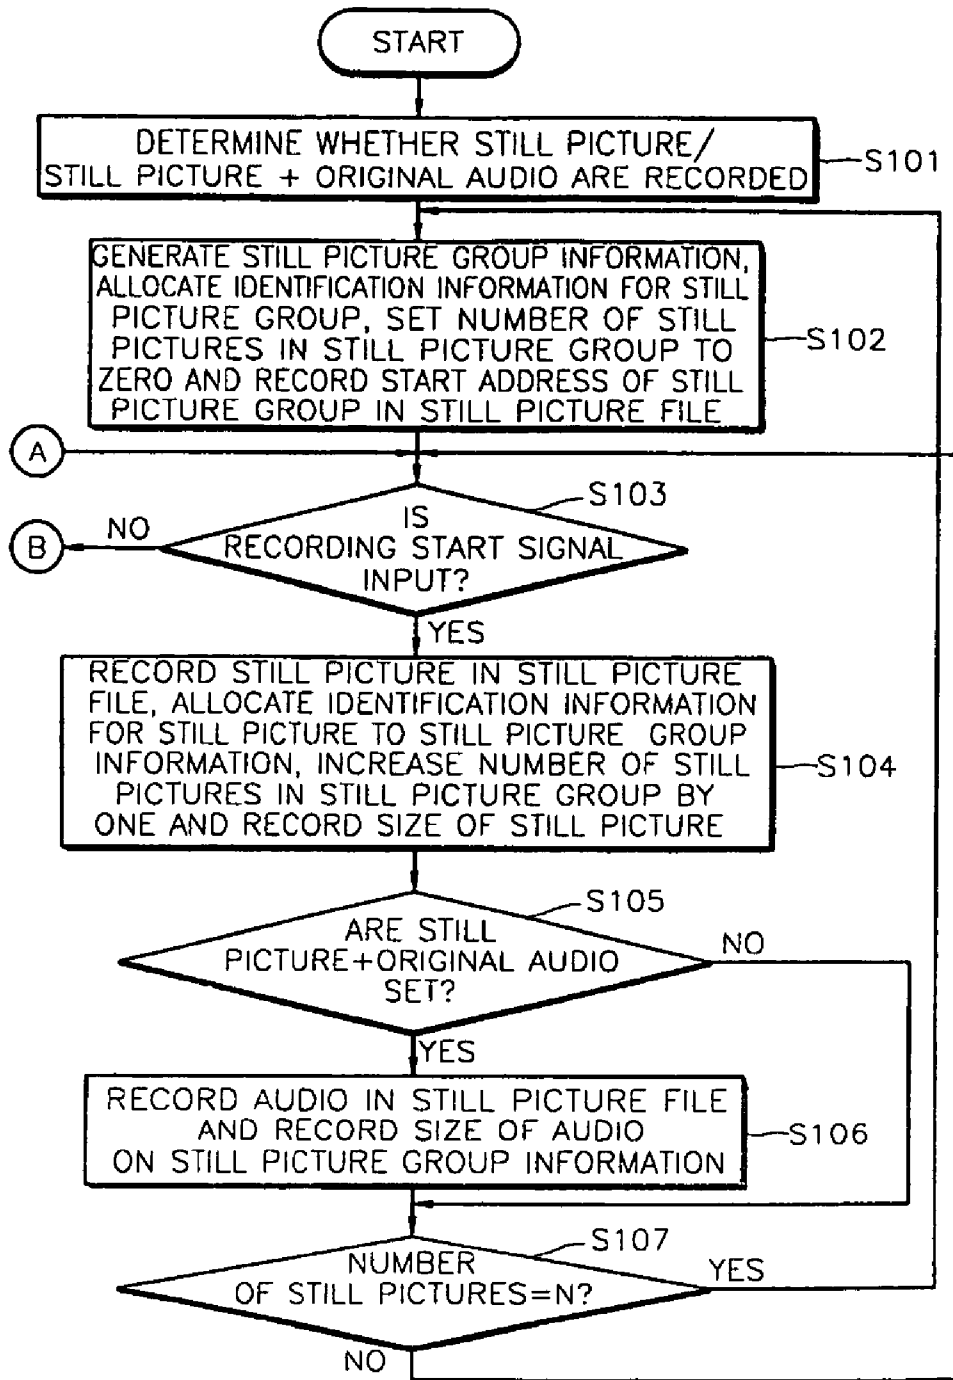 START
DETERMINE WHETHER STILL PICTURE/
STILL PICTURE + ORIGINAL AUDIO ARE RECORDED
S101
GENERATE STILL PICTURE GROUP INFORMATION,
ALLOCATE IDENTIFICATION INFORMATION FOR STILL
PICTURE GROUP, SET NUMBER OF STILL
PICTURES IN STILL PICTURE GROUP TO
ZERO AND RECORD START ADDRESS OF STILL
PICTURE GROUP IN STILL PICTURE FILE
S102
A
S103
IS
RECORDING START SIGNAL
INPUT?
NO
B
YES
RECORD STILL PICTURE IN STILL PICTURE
FILE, ALLOCATE IDENTIFICATION INFORMATION
FOR STILL PICTURE TO STILL PICTURE GROUP
INFORMATION, INCREASE NUMBER OF STILL
PICTURES IN STILL PICTURE GROUP BY
ONE AND RECORD SIZE OF STILL PICTURE
S104
S105
ARE STILL
PICTURE+ORIGINAL AUDIO
SET?
NO
YES
RECORD AUDIO IN STILL PICTURE FILE
AND RECORD SIZE OF AUDIO
ON STILL PICTURE GROUP INFORMATION
S106
S107
NUMBER
OF STILL PICTURES=N?
YES
NO